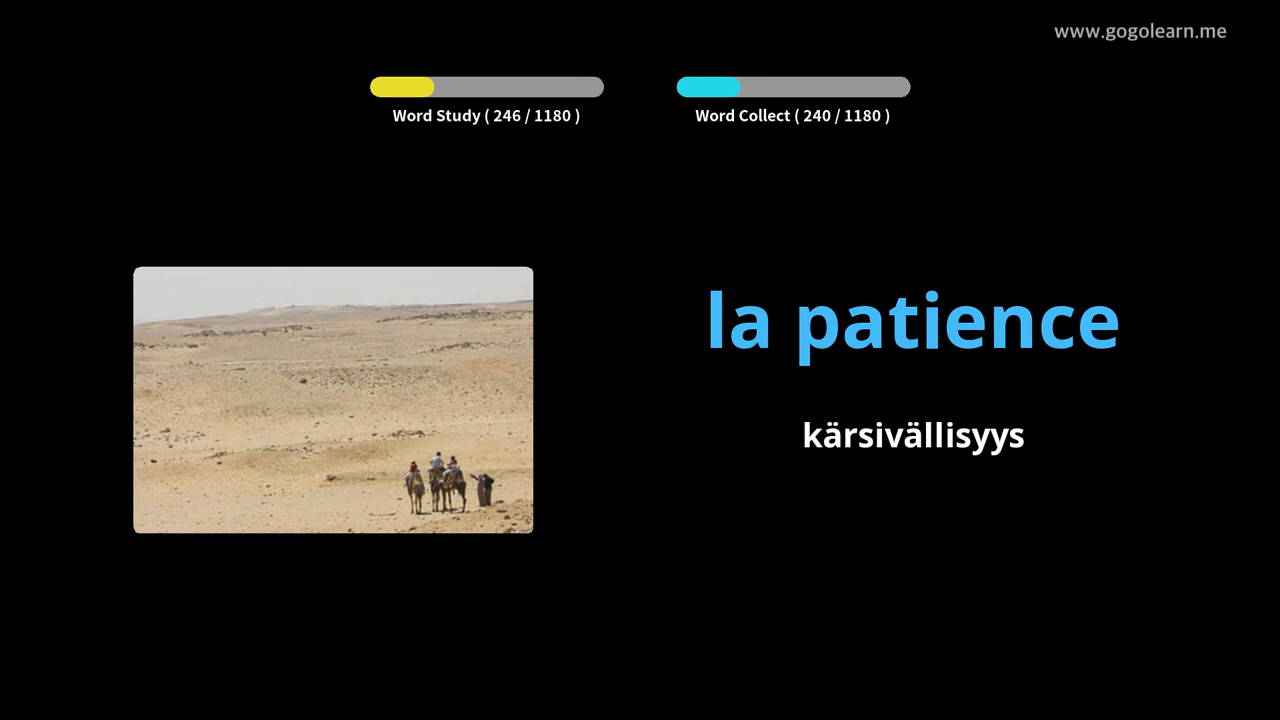 www.gogolearn.me
Word Study ( 246 / 1180 )
Word Collect ( 240 / 1180 )
la patience
kärsivällisyys